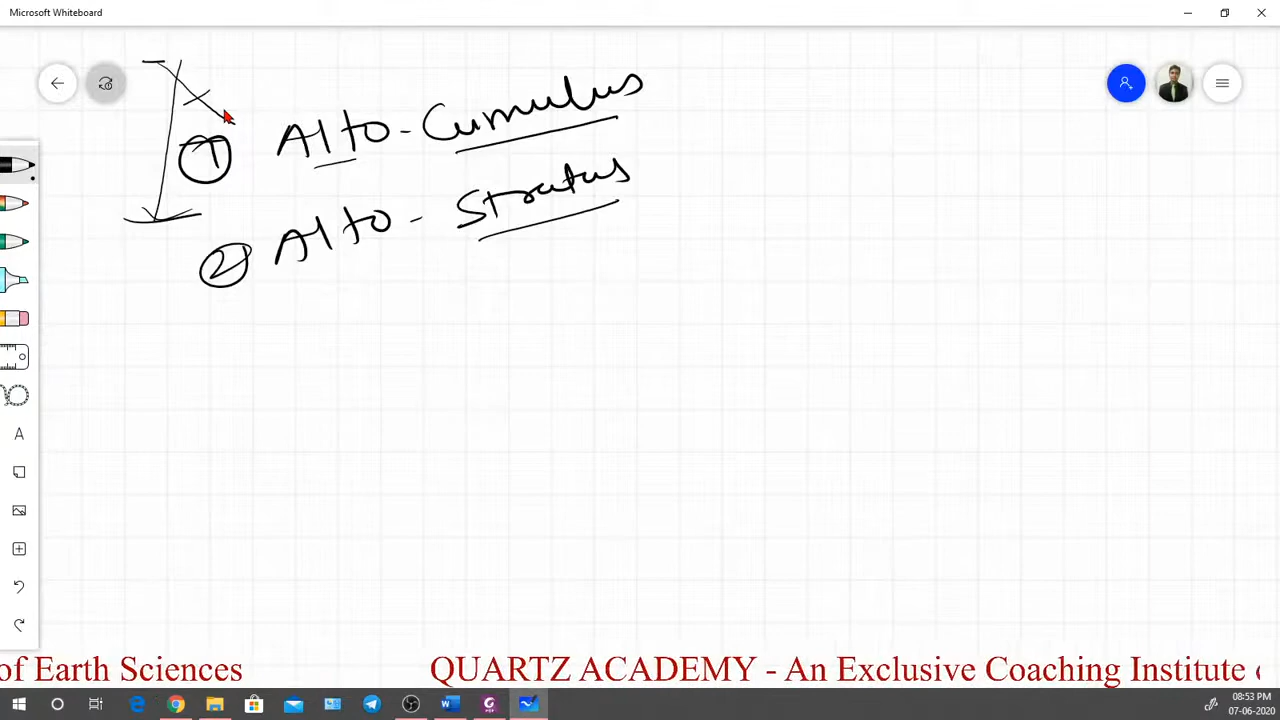 Microsoft Whiteboard
① Alto-Cumulus
② Alto-Stratus
A
of Earth Sciences QUARTZ ACADEMY - An Exclusive Coaching Institute
08:53 PM
07-06-2020